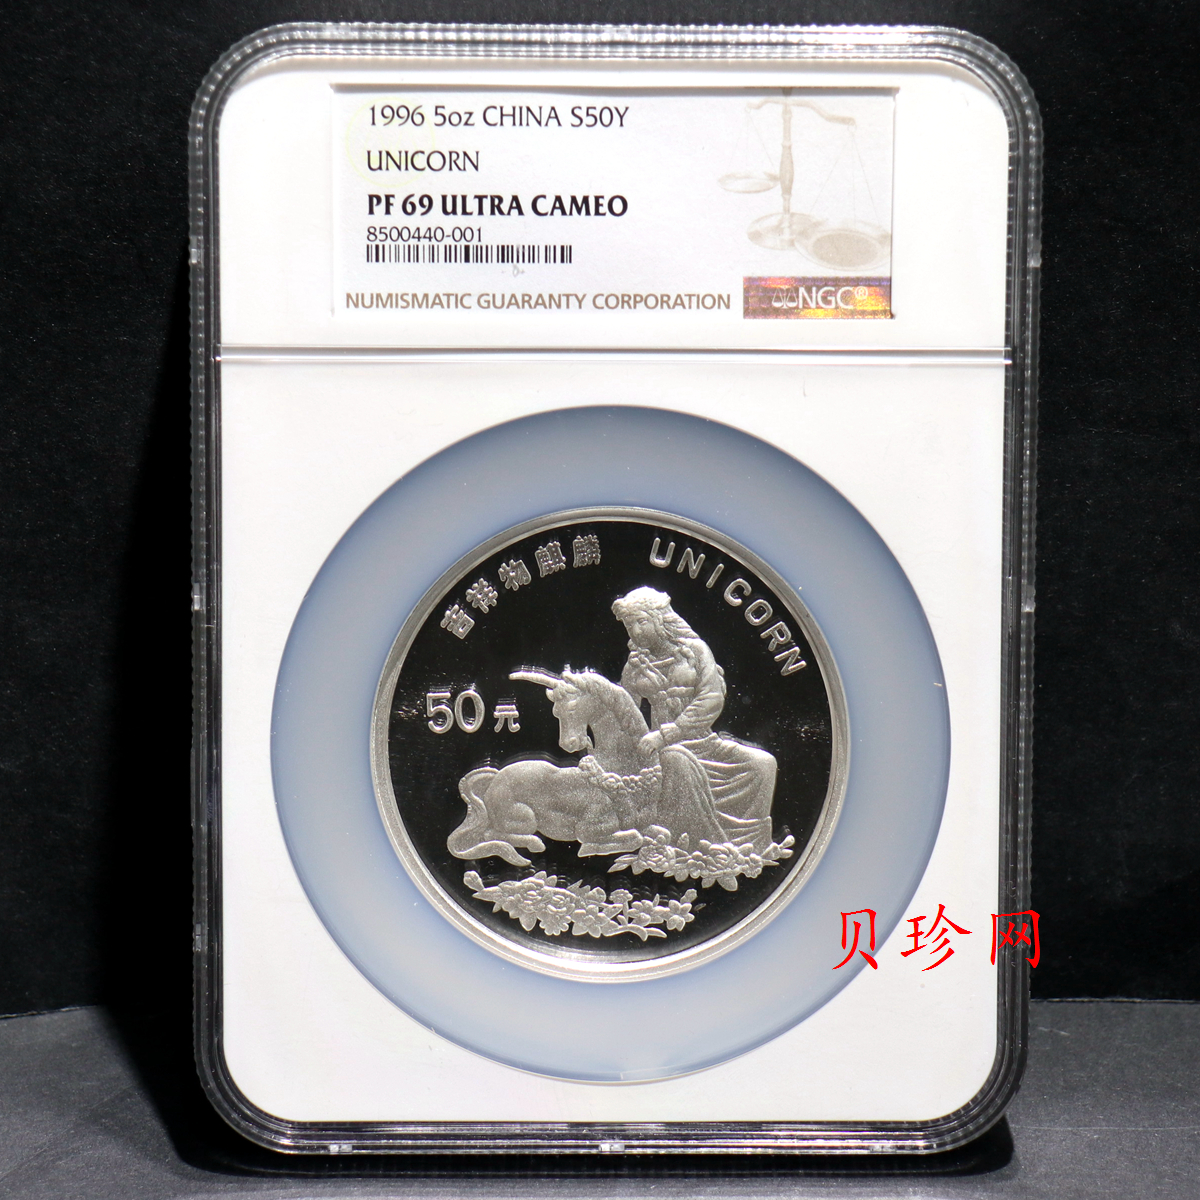 1996 5oz CHINA S50Y
UNICORN
PF 69 ULTRA CAMEO
8500440-001
NUMISMATIC GUARANTY CORPORATION
NGC®
吉祥物麒麟
UNICORN
50元
贝珍网